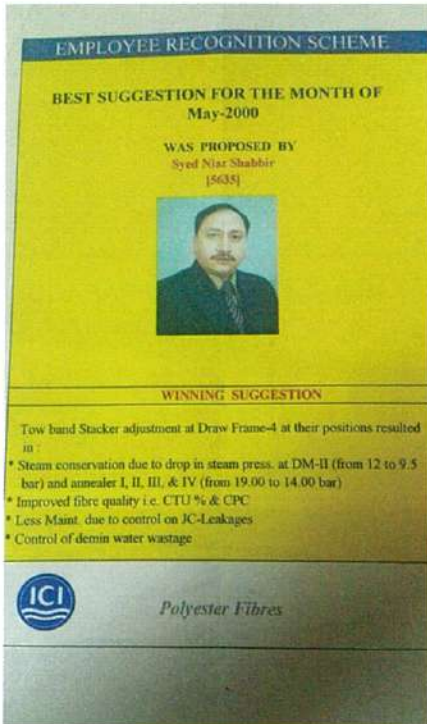 EMPLOYEE RECOGNITION SCHEME
BEST SUGGESTION FOR THE MONTH OF
May-2000
WAS PROPOSED BY
Syed Niaz Shabbir
[5635]
WINNING SUGGESTION
Tow band Stacker adjustment at Draw Frame-4 at their positions resulted
in :
* Steam conservation due to drop in steam press. at DM-II (from 12 to 9.5
bar) and annealer I, II, III, & IV (from 19.00 to 14.00 bar)
* Improved fibre quality i.e. CTU % & CPC
* Less Maint. due to control on JC-Leakages
* Control of demin water wastage
ICI
Polyester Fibres